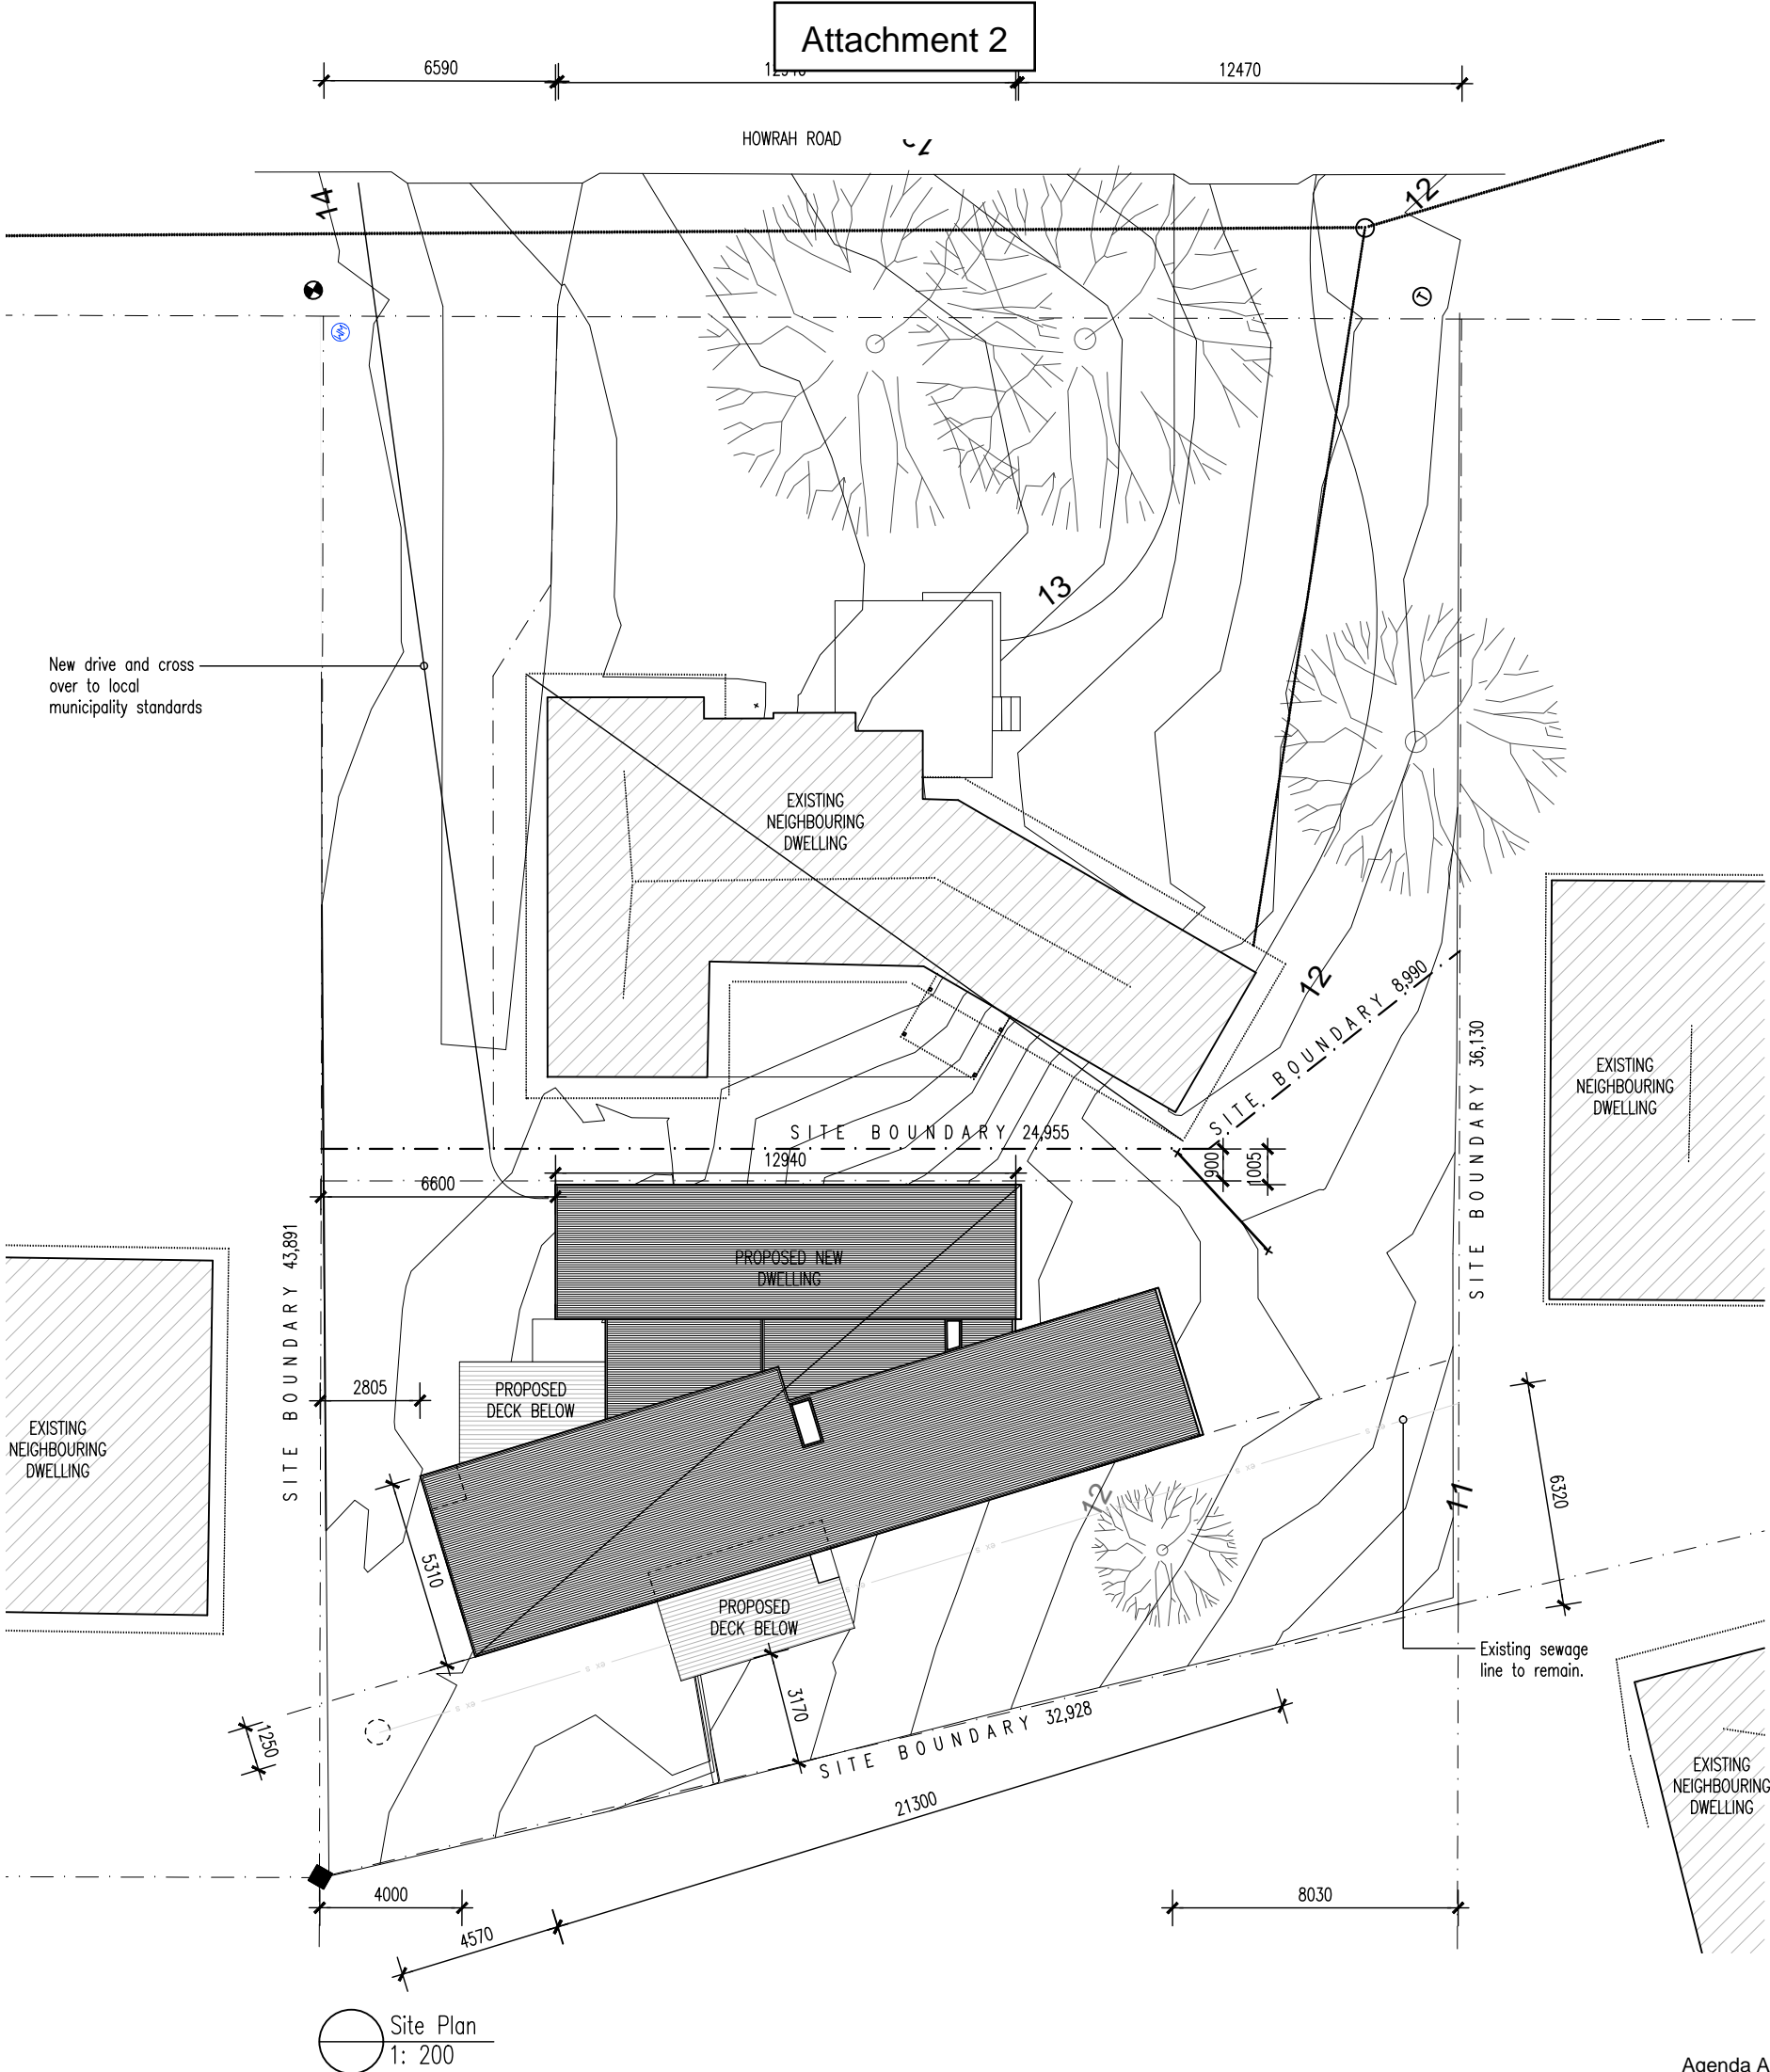 Attachment 2
6590
12470
HOWRAH ROAD
14
12
T
WM
13
New drive and cross
over to local
municipality standards
EXISTING
NEIGHBOURING
DWELLING
12
SITE BOUNDARY 8,990
SITE BOUNDARY 36,130
EXISTING
NEIGHBOURING
DWELLING
SITE BOUNDARY 24,955
12940
900
1005
6600
SITE BOUNDARY 43,891
PROPOSED NEW
DWELLING
2805
PROPOSED
DECK BELOW
EXISTING
NEIGHBOURING
DWELLING
12
11
6320
5310
PROPOSED
DECK BELOW
Existing sewage
line to remain.
3170
1250
SITE BOUNDARY 32,928
EXISTING
NEIGHBOURING
DWELLING
21300
4000
8030
4570
Site Plan
1: 200
Agenda A